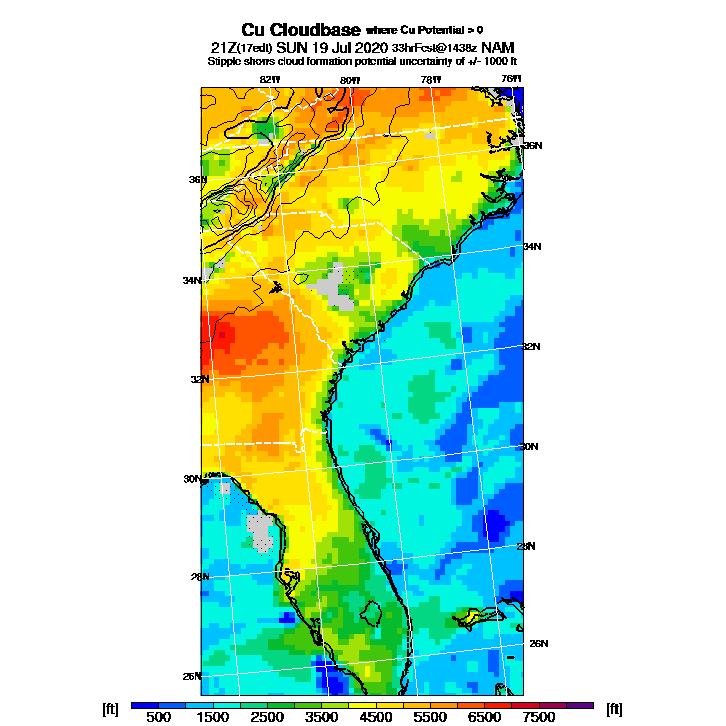 Cu Cloudbase where Cu Potential > 0
21Z(17edt) SUN 19 Jul 2020 33hrFcst@1438z NAM
Stipple shows cloud formation potential uncertainty of +/- 1000 ft
82W 80W 78W 76W
36N
36N
34N
34N
32N
32N
30N
30N
28N
28N
26N
26N
[ft] 500 1500 2500 3500 4500 5500 6500 7500 [ft]